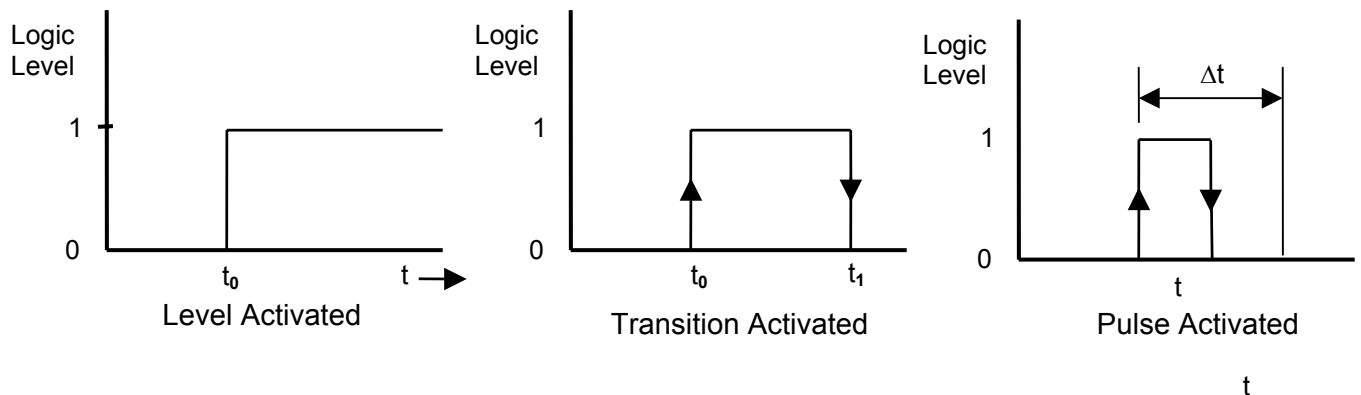 Logic
Level
1
0
t₀
t
Level Activated
Logic
Level
1
0
t₀
t₁
Transition Activated
Logic
Level
Δt
1
0
t
Pulse Activated
t